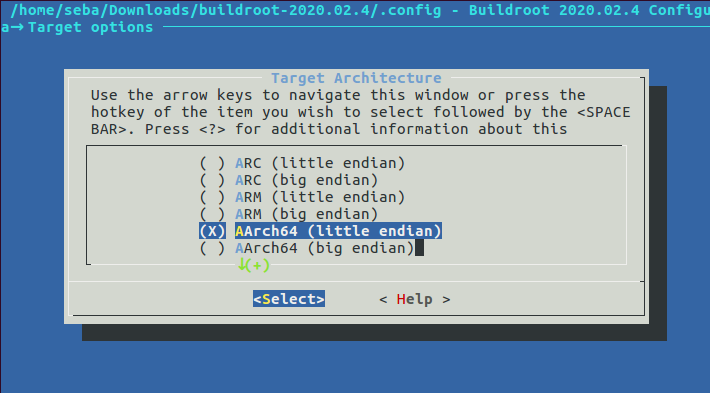 /home/seba/Downloads/buildroot-2020.02.4/.config - Buildroot 2020.02.4 Configu
a→Target options
Target Architecture
Use the arrow keys to navigate this window or press the
hotkey of the item you wish to select followed by the <SPACE
BAR>. Press <?> for additional information about this
( ) ARC (little endian)
( ) ARC (big endian)
( ) ARM (little endian)
( ) ARM (big endian)
(X) AArch64 (little endian)
( ) AArch64 (big endian)
↓(+)
<Select> < Help >